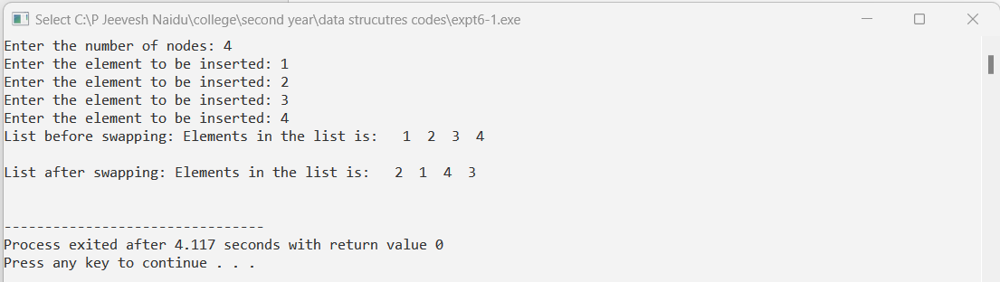 Select C:\P Jeevesh Naidu\college\second year\data strucutres codes\expt6-1.exe
Enter the number of nodes: 4
Enter the element to be inserted: 1
Enter the element to be inserted: 2
Enter the element to be inserted: 3
Enter the element to be inserted: 4
List before swapping: Elements in the list is:   1  2  3  4
List after swapping: Elements in the list is:   2  1  4  3
--------------------------------
Process exited after 4.117 seconds with return value 0
Press any key to continue . . .